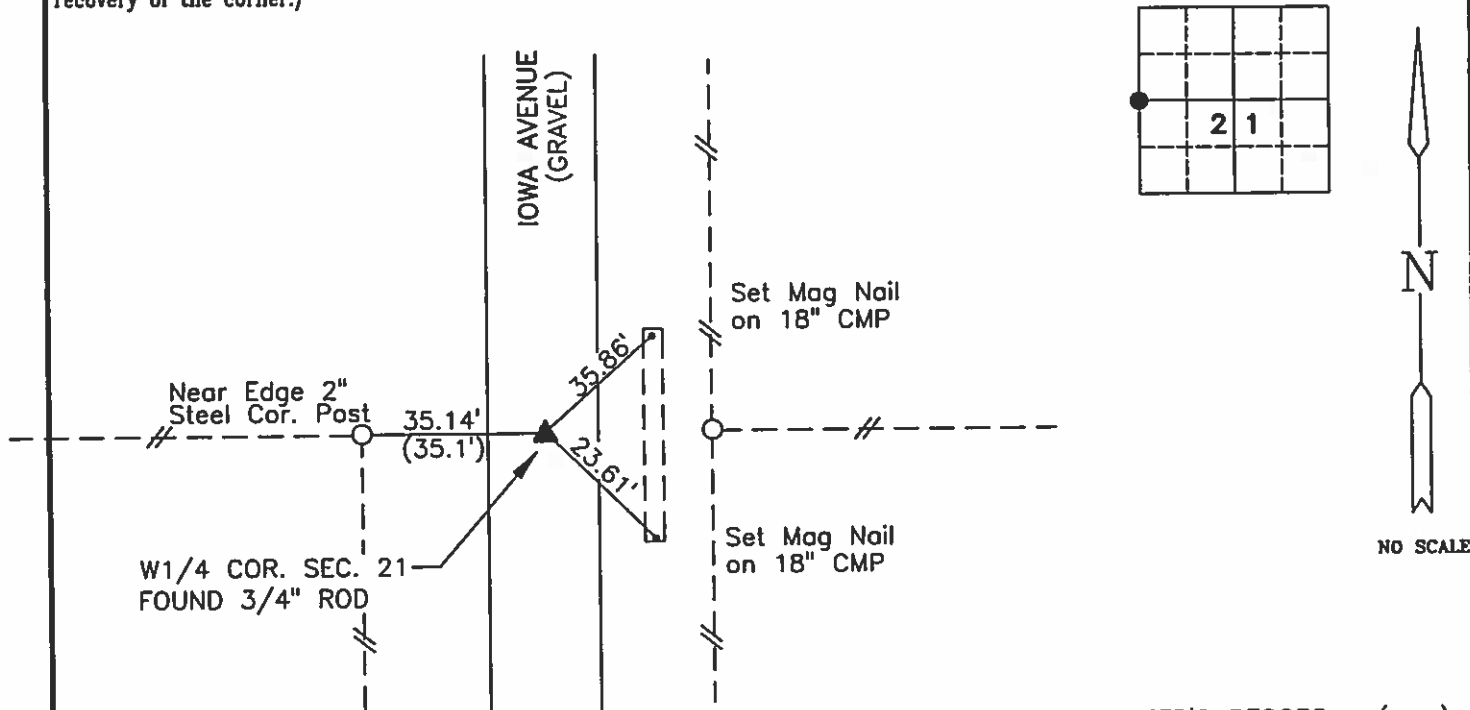 recovery of the corner.)
IOWA AVENUE
(GRAVEL)
2 1
N
NO SCALE
Set Mag Nail
on 18" CMP
35.86'
Near Edge 2"
Steel Cor. Post
35.14'
(35.1')
23.61'
Set Mag Nail
on 18" CMP
W1/4 COR. SEC. 21
FOUND 3/4" ROD